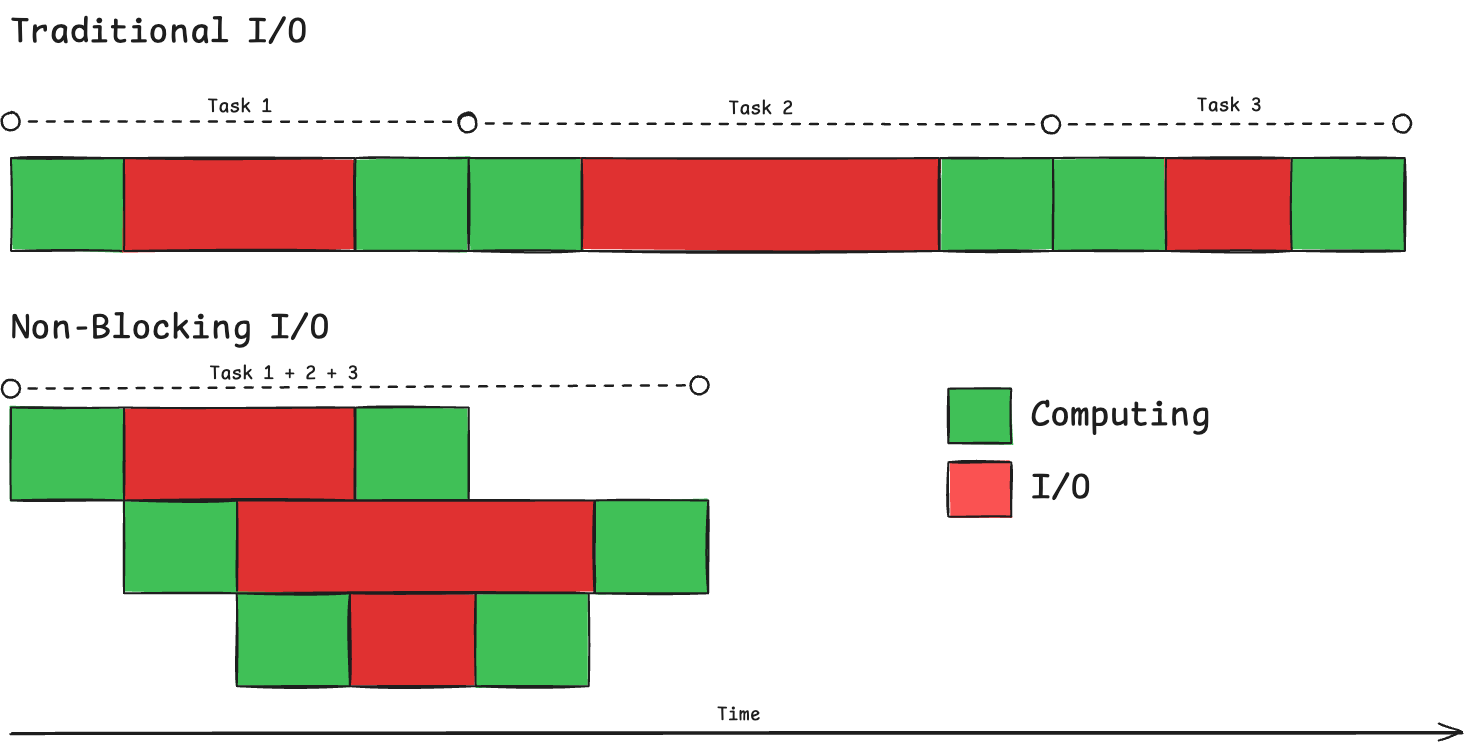 Traditional I/O
Task 1
Task 2
Task 3
Non-Blocking I/O
Task 1 + 2 + 3
Computing
I/O
Time